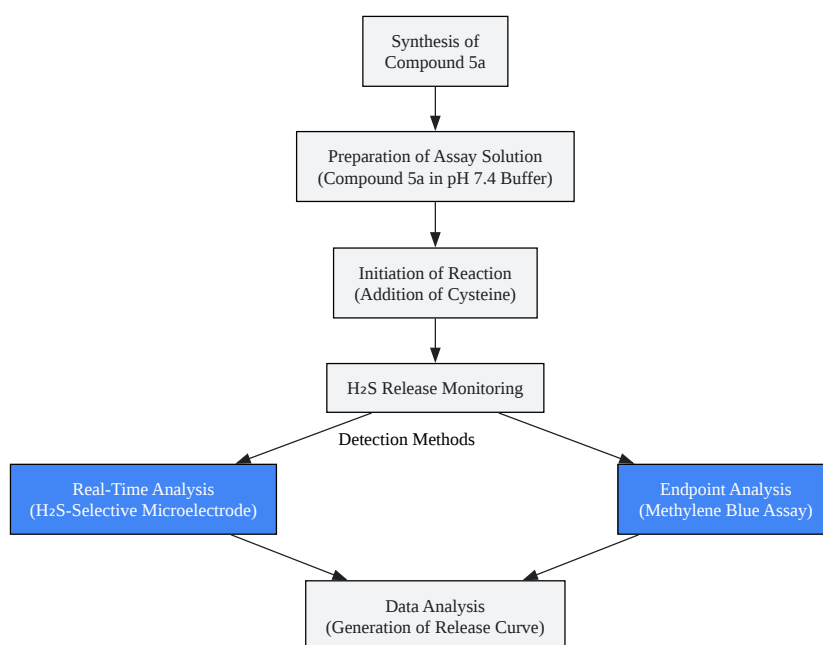 Synthesis of
Compound 5a
Preparation of Assay Solution
(Compound 5a in pH 7.4 Buffer)
Initiation of Reaction
(Addition of Cysteine)
H₂S Release Monitoring
Detection Methods
Real-Time Analysis
(H₂S-Selective Microelectrode)
Endpoint Analysis
(Methylene Blue Assay)
Data Analysis
(Generation of Release Curve)